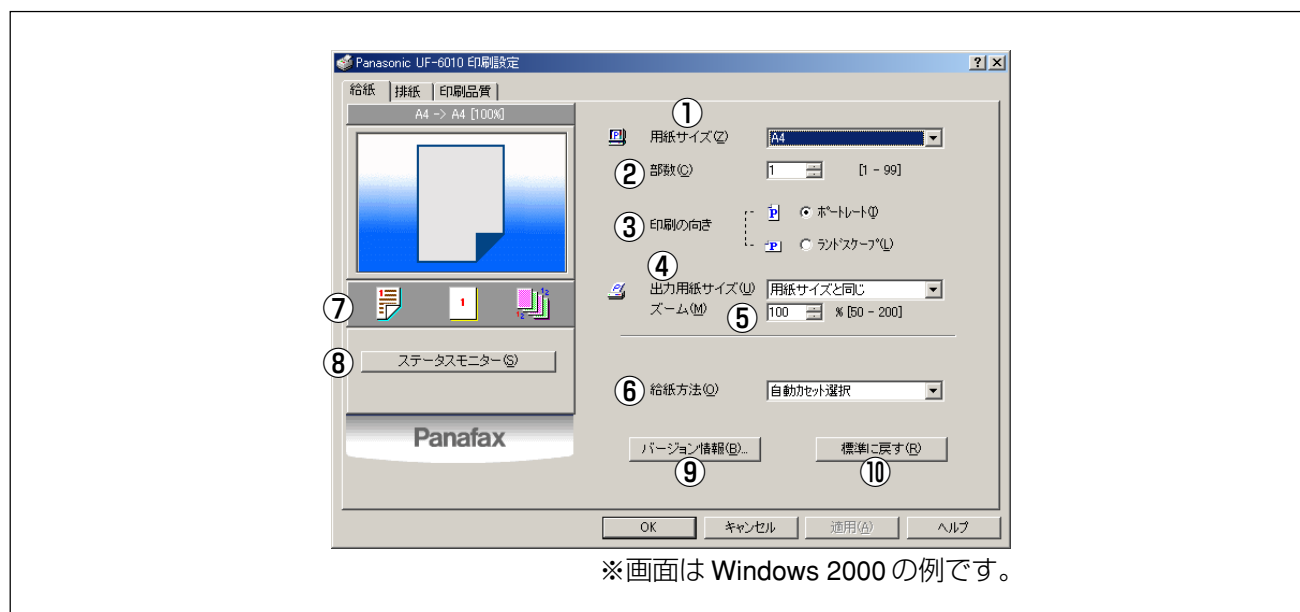 Panasonic UF-6010 印刷設定
給紙 排紙 印刷品質
A4 -> A4 [100%]
① 用紙サイズ(Z) A4
② 部数(C) 1 [1 - 99]
③ 印刷の向き
P ポートレート(I)
P ランドスケープ(L)
④ 出力用紙サイズ(U) 用紙サイズと同じ
ズーム(M) ⑤ 100 % [50 - 200]
⑦ 1 1 12 12
⑧ ステータスモニター(S)
⑥ 給紙方法(O) 自動カセット選択
Panafax
バージョン情報(B)... 標準に戻す(R)
⑨ ⑩
OK キャンセル 適用(A) ヘルプ
※画面は Windows 2000 の例です。